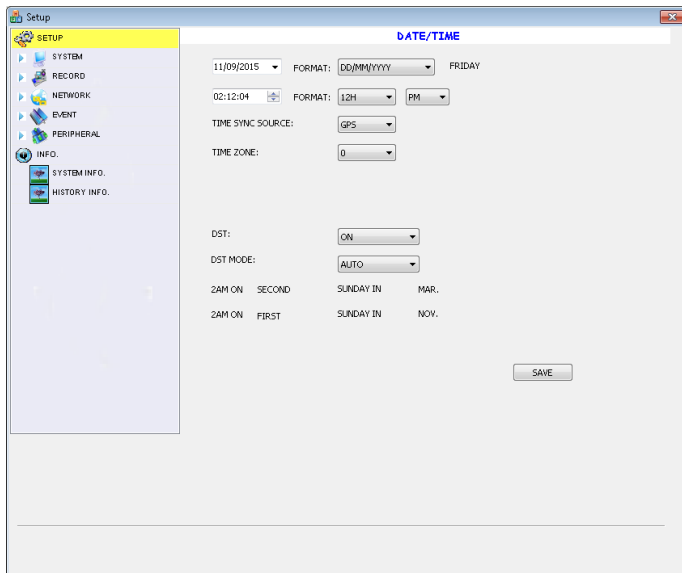 Setup
SETUP
SYSTEM
RECORD
NETWORK
EVENT
PERIPHERAL
INFO.
SYSTEM INFO.
HISTORY INFO.
DATE/TIME
11/09/2015 FORMAT: DD/MM/YYYY FRIDAY
02:12:04 FORMAT: 12H PM
TIME SYNC SOURCE: GPS
TIME ZONE: 0
DST: ON
DST MODE: AUTO
2AM ON SECOND SUNDAY IN MAR.
2AM ON FIRST SUNDAY IN NOV.
SAVE